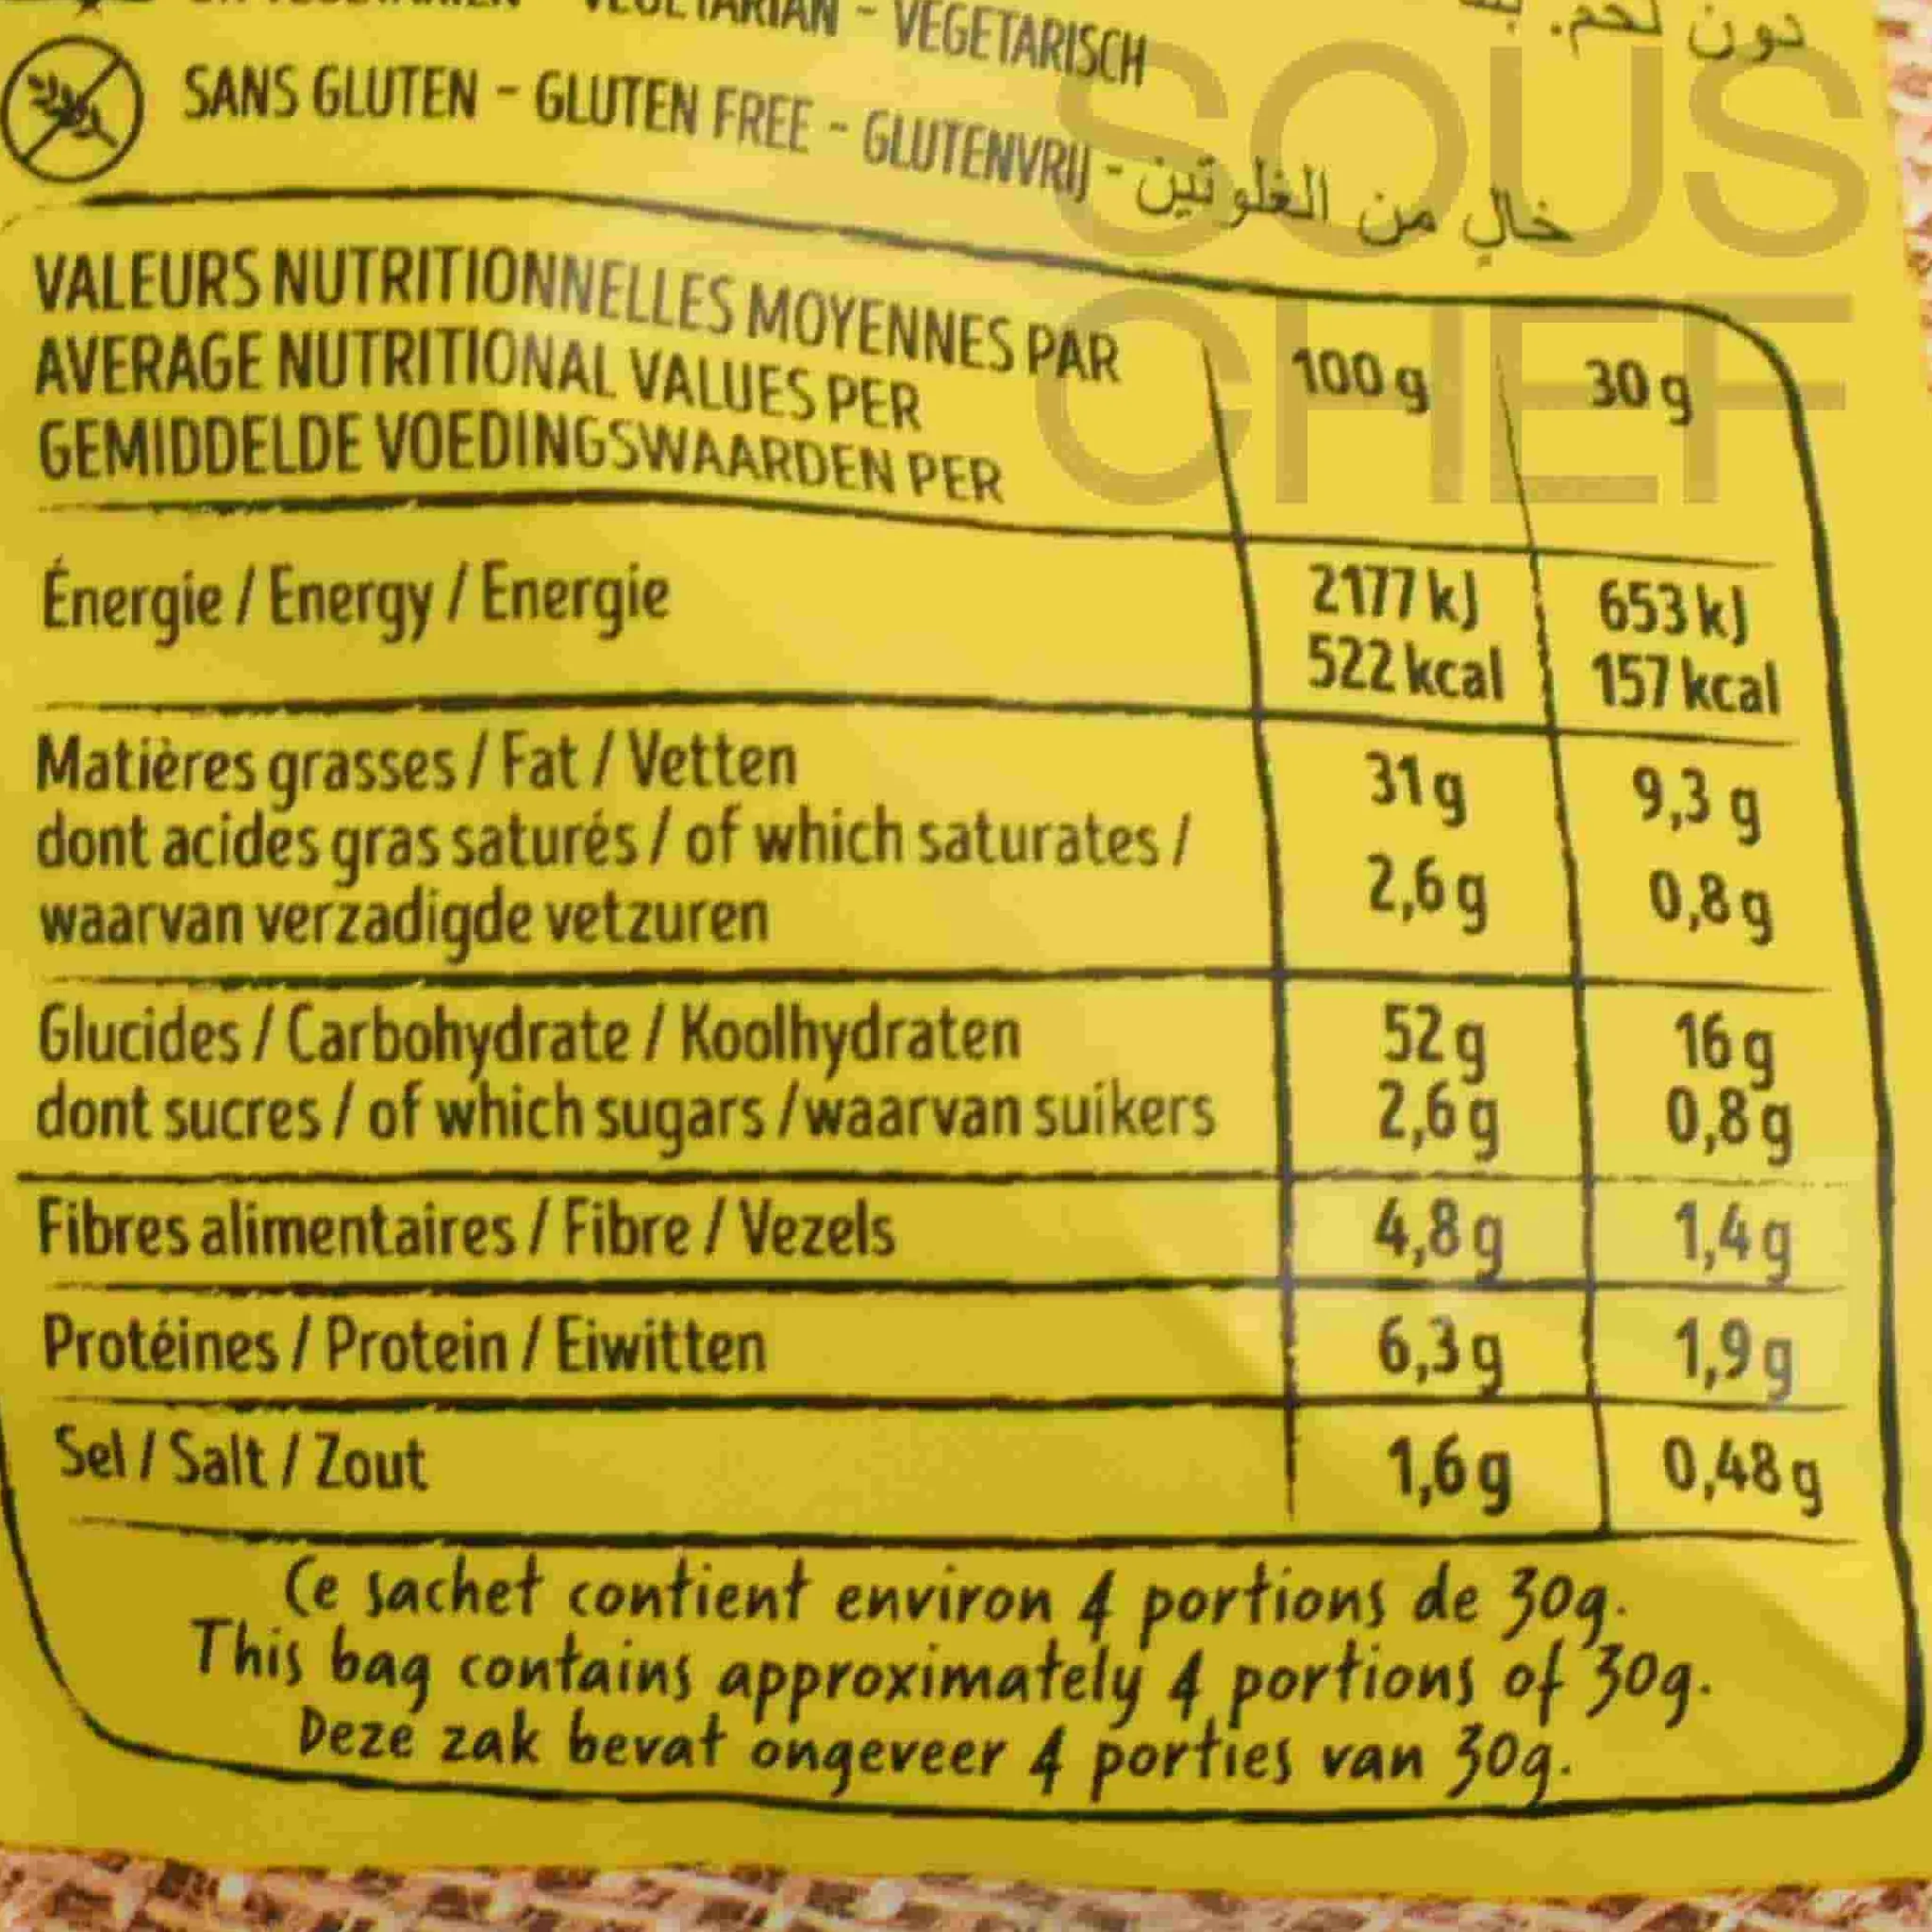 VEGETARIAN - VEGETARISCH
دون لحم.
SANS GLUTEN - GLUTEN FREE - GLUTENVRIJ - خالٍ من الغلوتين
SOUS
CHEF
VALEURS NUTRITIONNELLES MOYENNES PAR
AVERAGE NUTRITIONAL VALUES PER
GEMIDDELDE VOEDINGSWAARDEN PER
100 g 30 g
Énergie / Energy / Energie 2177 kJ 653 kJ
522 kcal 157 kcal
Matières grasses / Fat / Vetten 31 g 9,3 g
dont acides gras saturés / of which saturates /
waarvan verzadigde vetzuren 2,6 g 0,8 g
Glucides / Carbohydrate / Koolhydraten 52 g 16 g
dont sucres / of which sugars /waarvan suikers 2,6 g 0,8 g
Fibres alimentaires / Fibre / Vezels 4,8 g 1,4 g
Protéines / Protein / Eiwitten 6,3 g 1,9 g
Sel / Salt / Zout 1,6 g 0,48 g
Ce sachet contient environ 4 portions de 30g.
This bag contains approximately 4 portions of 30g.
Deze zak bevat ongeveer 4 porties van 30g.